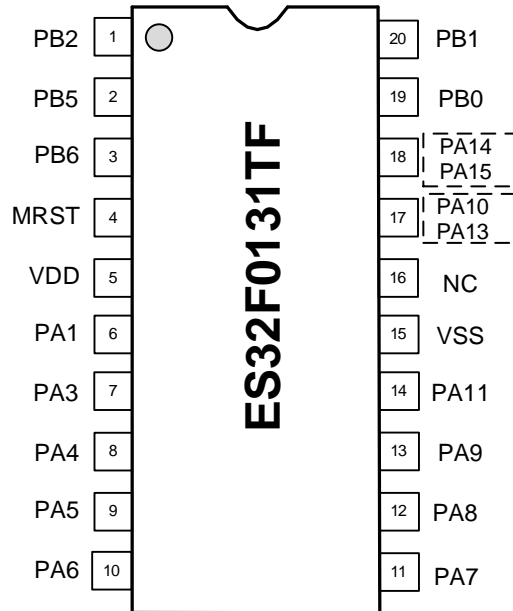 PB2 1 20 PB1
PB5 2 19 PB0
PB6 3 18 PA14
PA15
MRST 4 17 PA10
PA13
VDD 5 16 NC
PA1 6 15 VSS
PA3 7 14 PA11
PA4 8 13 PA9
PA5 9 12 PA8
PA6 10 11 PA7
ES32F0131TF